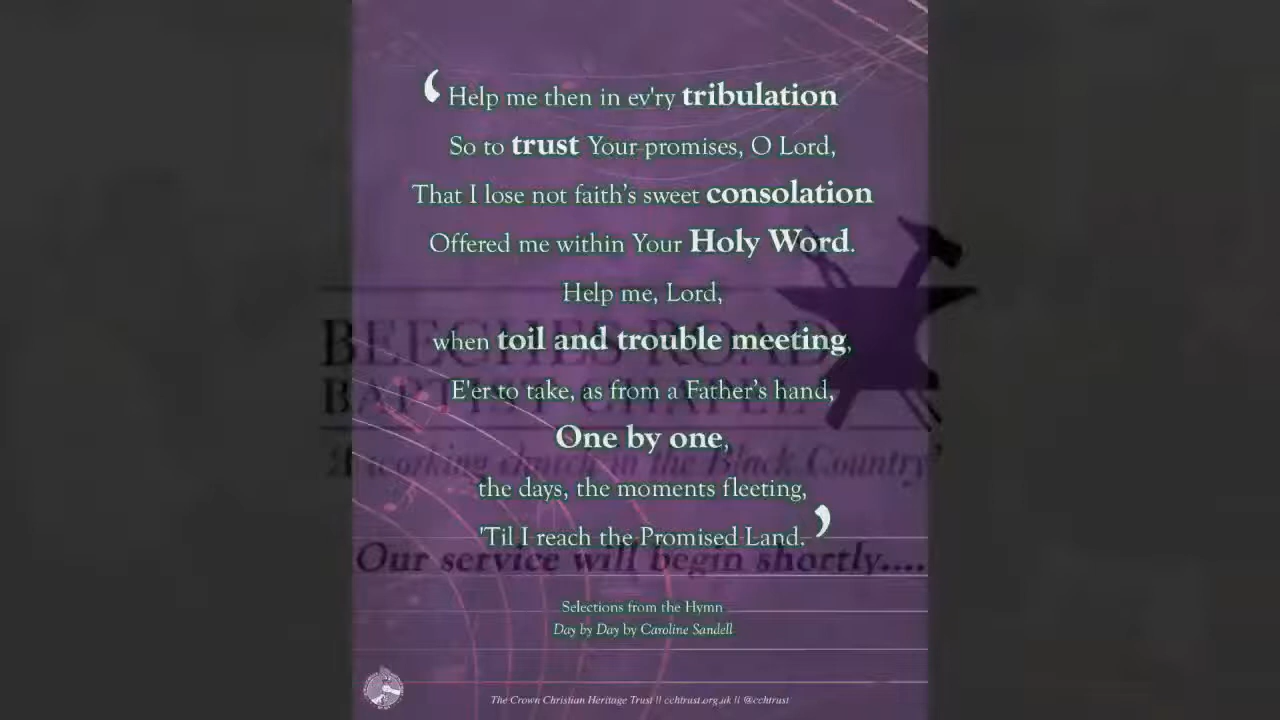 ‘Help me then in ev'ry tribulation
So to trust Your promises, O Lord,
That I lose not faith’s sweet consolation
Offered me within Your Holy Word.
Help me, Lord,
when toil and trouble meeting,
E'er to take, as from a Father’s hand,
One by one,
the days, the moments fleeting,
'Til I reach the Promised Land.’
Selections from the Hymn
Day by Day by Caroline Sandell
The Crown Christian Heritage Trust || cchtrust.org.uk || @cchtrust
BEECHES ROAD
BAPTIST CHAPEL
'A working church in the Black Country'
Our service will begin shortly....